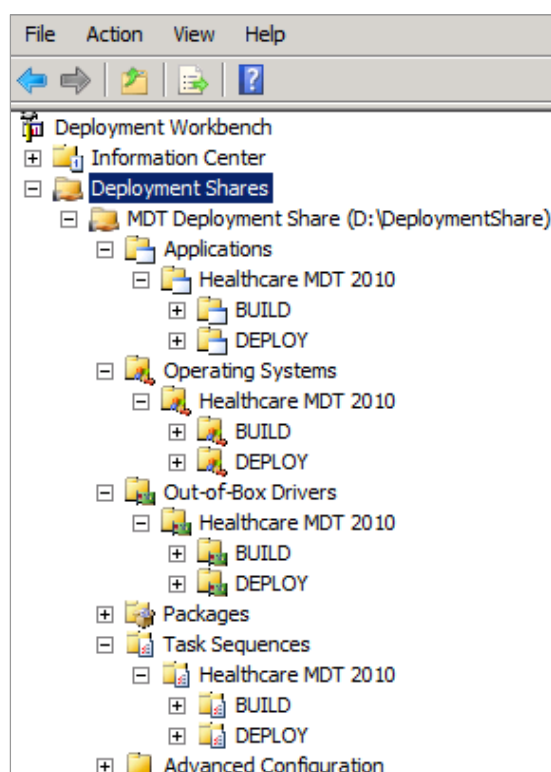 File Action View Help
Deployment Workbench
Information Center
Deployment Shares
MDT Deployment Share (D:\DeploymentShare)
Applications
Healthcare MDT 2010
BUILD
DEPLOY
Operating Systems
Healthcare MDT 2010
BUILD
DEPLOY
Out-of-Box Drivers
Healthcare MDT 2010
BUILD
DEPLOY
Packages
Task Sequences
Healthcare MDT 2010
BUILD
DEPLOY
Advanced Configuration